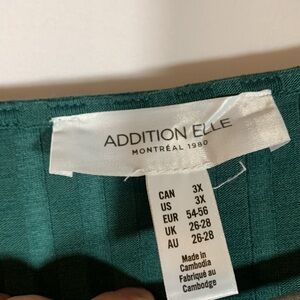 ADDITION ELLE
MONTRÉAL 1980
CAN 3X
US 3X
EUR 54-56
UK 26-28
AU 26-28
Made in
Cambodia
Fabriqué au
Cambodge